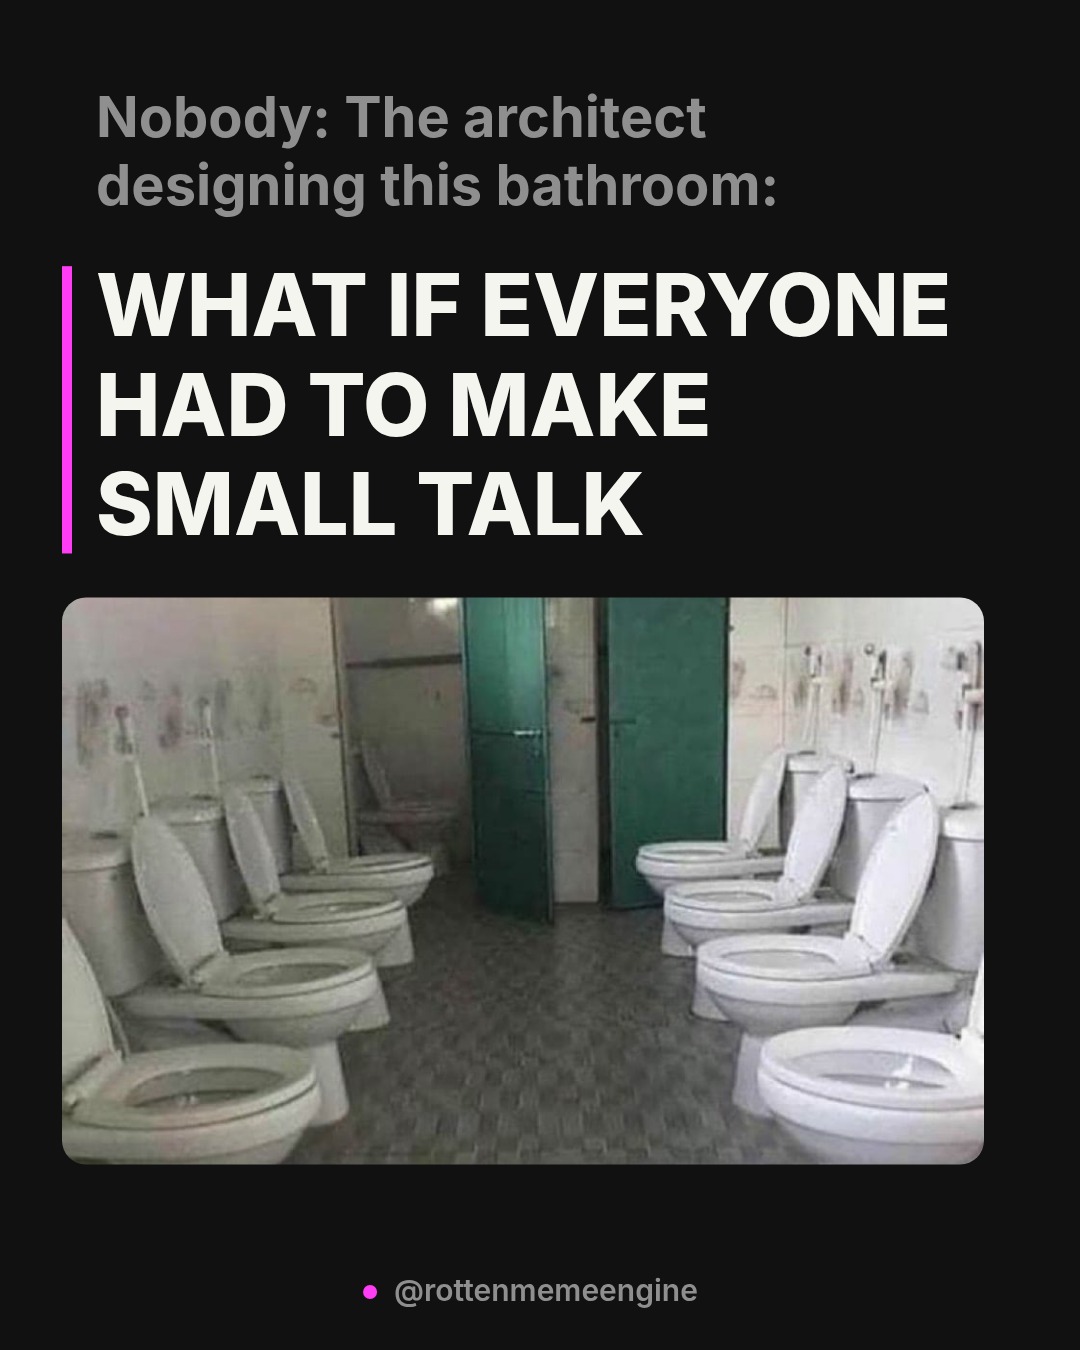 Nobody: The architect
designing this bathroom:
WHAT IF EVERYONE
HAD TO MAKE
SMALL TALK
@rottenmemeengine